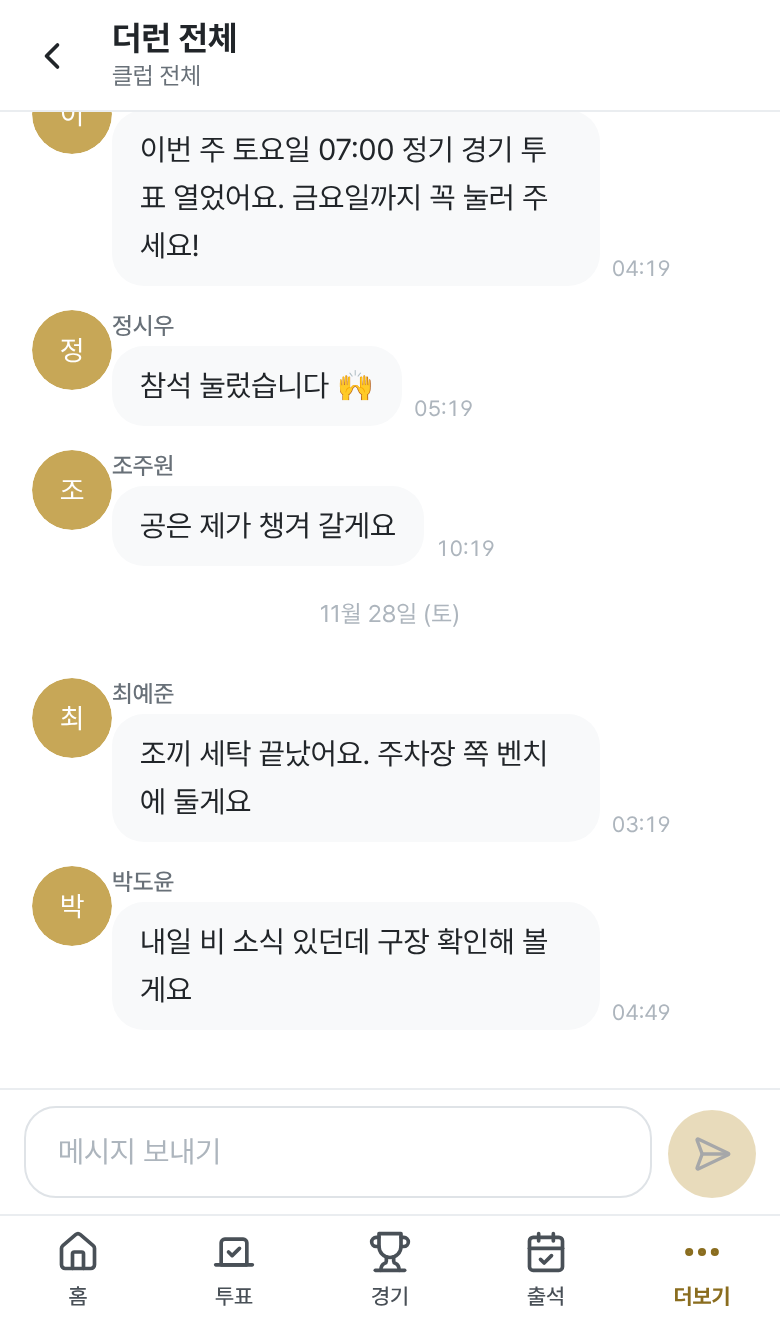 더런 전체
클럽 전체
이번 주 토요일 07:00 정기 경기 투
표 열었어요. 금요일까지 꼭 눌러 주
세요!
04:19
정
정시우
참석 눌렀습니다 🙌
05:19
조
조주원
공은 제가 챙겨 갈게요
10:19
11월 28일 (토)
최
최예준
조끼 세탁 끝났어요. 주차장 쪽 벤치
에 둘게요
03:19
박
박도윤
내일 비 소식 있던데 구장 확인해 볼
게요
04:49
메시지 보내기
홈
투표
경기
출석
더보기